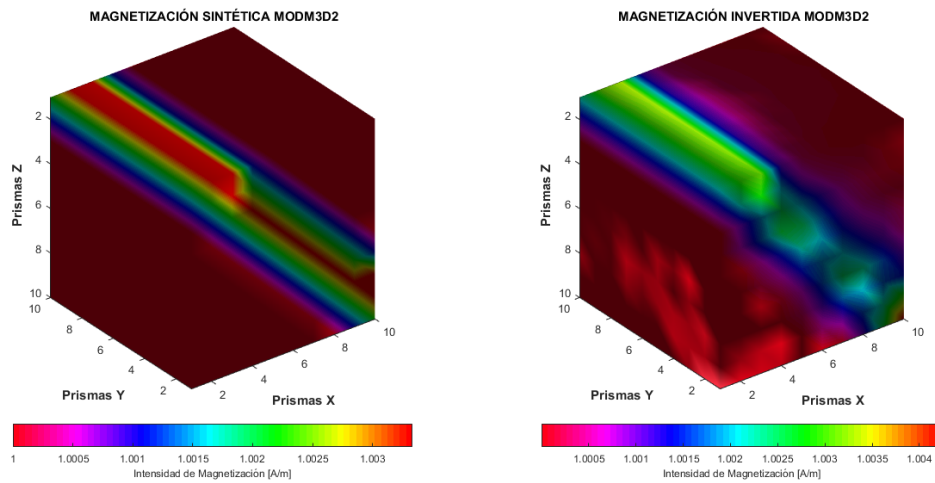 MAGNETIZACIÓN SINTÉTICA MODM3D2
2
4
6
8
10
Prismas Z
10
8
6
4
2
Prismas Y
2
4
6
8
10
Prismas X
1 1.0005 1.001 1.0015 1.002 1.0025 1.003
Intensidad de Magnetización [A/m]
MAGNETIZACIÓN INVERTIDA MODM3D2
2
4
6
8
10
Prismas Z
10
8
6
4
2
Prismas Y
2
4
6
8
10
Prismas X
1.0005 1.001 1.0015 1.002 1.0025 1.003 1.0035 1.004
Intensidad de Magnetización [A/m]